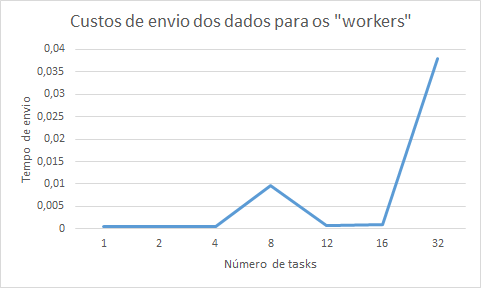 Custos de envio dos dados para os "workers"
0,04
0,035
0,03
0,025
0,02
0,015
0,01
0,005
0
Tempo de envio
1 2 4 8 12 16 32
Número de tasks